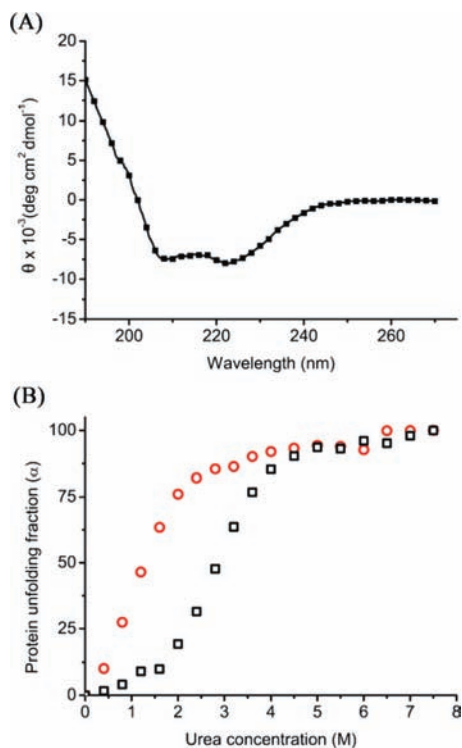 (A)
20
15
10
5
0
-5
-10
-15
θ x 10⁻³(deg cm² dmol⁻¹)
200 220 240 260
Wavelength (nm)
(B)
100
75
50
25
0
Protein unfolding fraction (α)
0 1 2 3 4 5 6 7 8
Urea concentration (M)